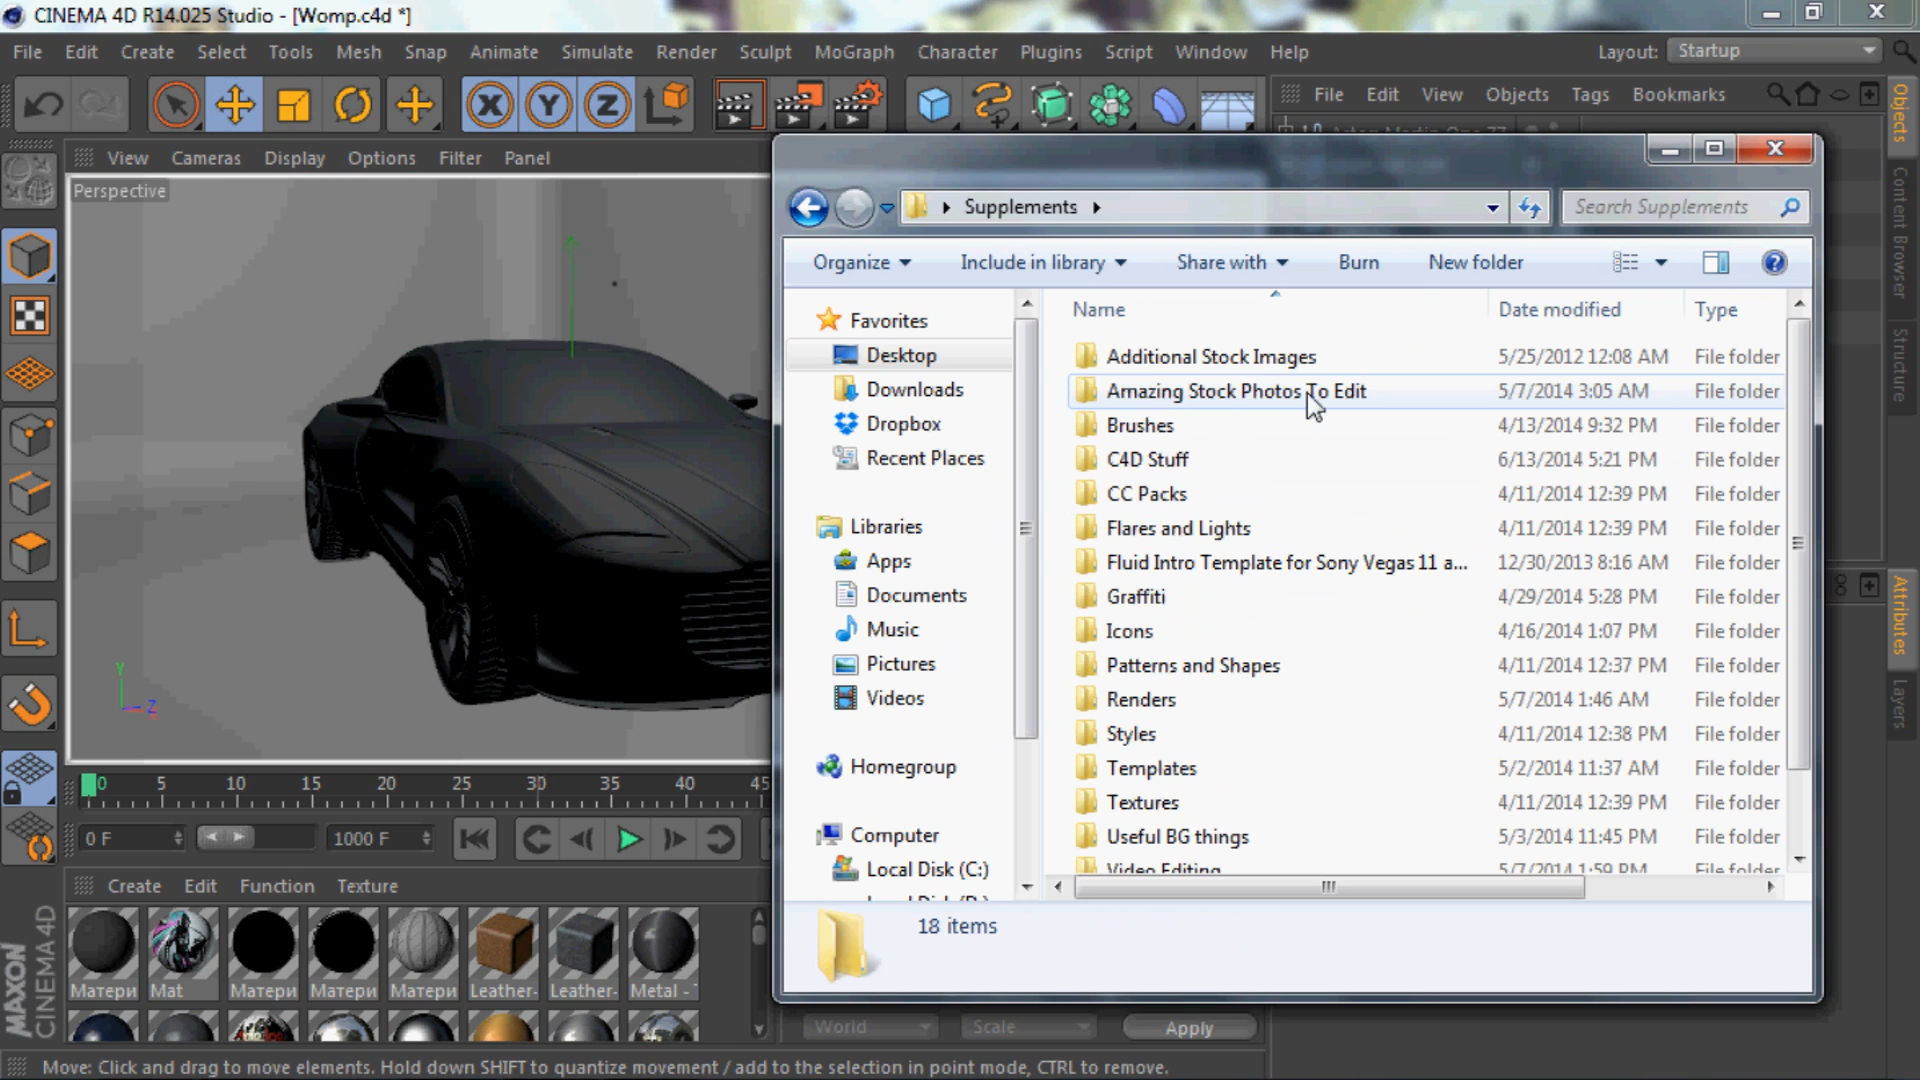 CINEMA 4D R14.025 Studio - [Womp.c4d *]
File Edit Create Select Tools Mesh Snap Animate Simulate Render Sculpt MoGraph Character Plugins Script Window Help Layout: Startup
X Y Z
File Edit View Objects Tags Bookmarks
View Cameras Display Options Filter Panel
Perspective
Objects
Content Browser
Structure
Attributes
Layers
Supplements
Search Supplements
Organize Include in library Share with Burn New folder
Favorites
Desktop
Downloads
Dropbox
Recent Places
Libraries
Apps
Documents
Music
Pictures
Videos
Homegroup
Computer
Local Disk (C:)
Name Date modified Type
Additional Stock Images 5/25/2012 12:08 AM File folder
Amazing Stock Photos To Edit 5/7/2014 3:05 AM File folder
Brushes 4/13/2014 9:32 PM File folder
C4D Stuff 6/13/2014 5:21 PM File folder
CC Packs 4/11/2014 12:39 PM File folder
Flares and Lights 4/11/2014 12:39 PM File folder
Fluid Intro Template for Sony Vegas 11 a... 12/30/2013 8:16 AM File folder
Graffiti 4/29/2014 5:28 PM File folder
Icons 4/16/2014 1:07 PM File folder
Patterns and Shapes 4/11/2014 12:37 PM File folder
Renders 5/7/2014 1:46 AM File folder
Styles 4/11/2014 12:38 PM File folder
Templates 5/2/2014 11:37 AM File folder
Textures 4/11/2014 12:39 PM File folder
Useful BG things 5/3/2014 11:45 PM File folder
Video Editing 5/7/2014 1:59 PM File folder
18 items
Y
Z
0 5 10 15 20 25 30 35 40 45
0 F 1000 F
Create Edit Function Texture
Матери Mat Матери Матери Матери Leather- Leather- Metal -
MAXON
CINEMA 4D
World Scale Apply
Move: Click and drag to move elements. Hold down SHIFT to quantize movement / add to the selection in point mode, CTRL to remove.